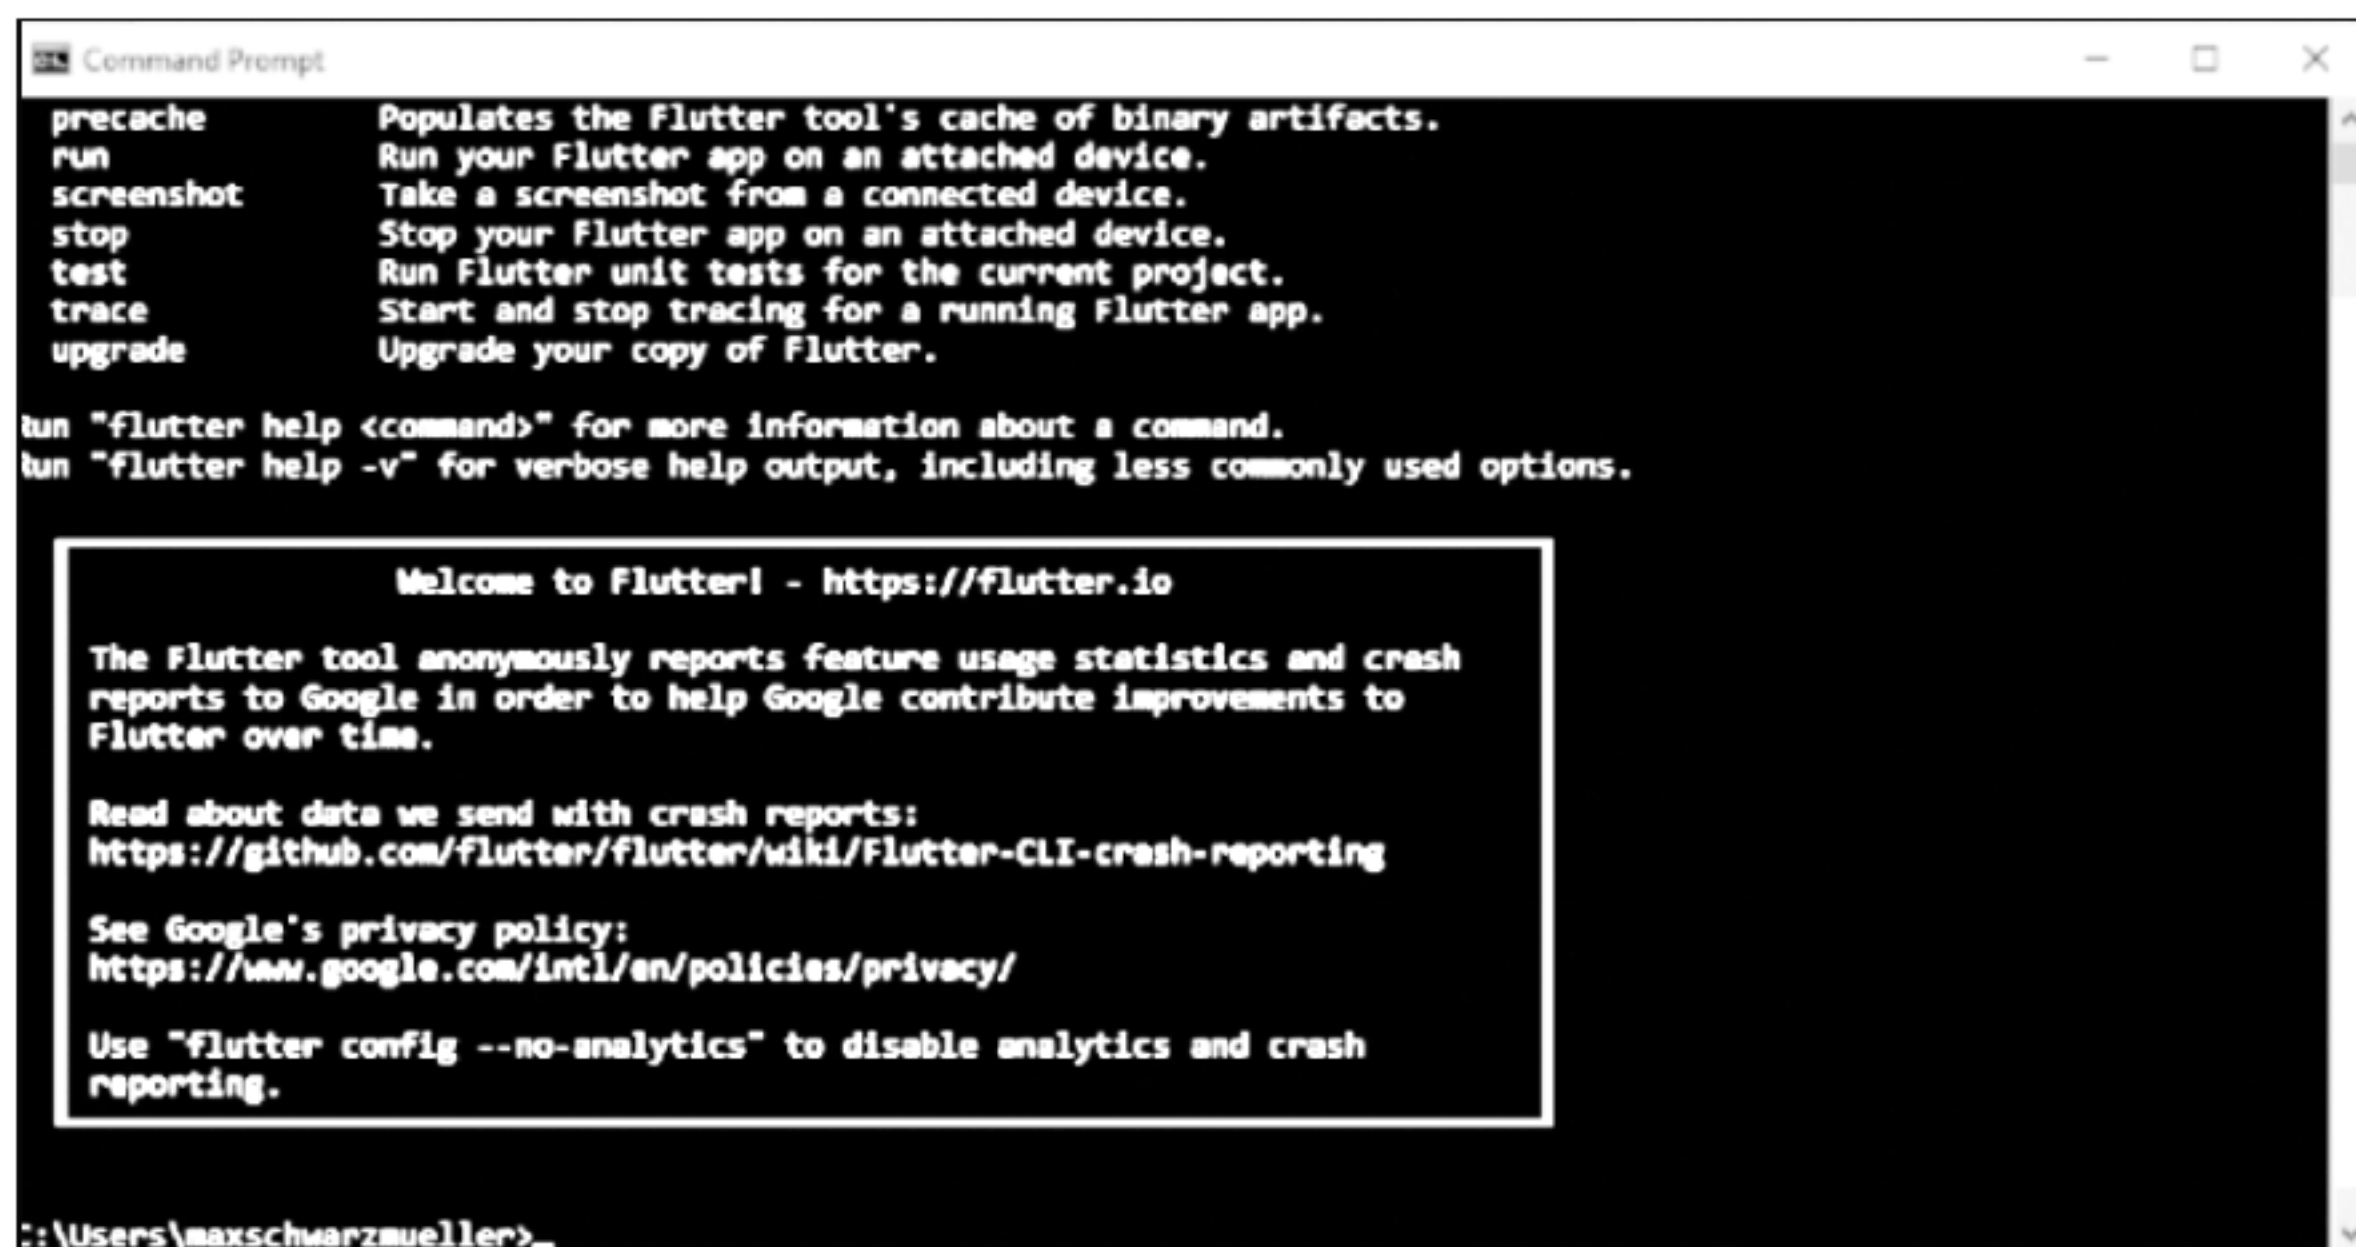 Command Prompt
precache Populates the Flutter tool's cache of binary artifacts.
run Run your Flutter app on an attached device.
screenshot Take a screenshot from a connected device.
stop Stop your Flutter app on an attached device.
test Run Flutter unit tests for the current project.
trace Start and stop tracing for a running Flutter app.
upgrade Upgrade your copy of Flutter.
Run "flutter help <command>" for more information about a command.
Run "flutter help -v" for verbose help output, including less commonly used options.
Welcome to Flutter! - https://flutter.io
The Flutter tool anonymously reports feature usage statistics and crash
reports to Google in order to help Google contribute improvements to
Flutter over time.
Read about data we send with crash reports:
https://github.com/flutter/flutter/wiki/Flutter-CLI-crash-reporting
See Google's privacy policy:
https://www.google.com/intl/en/policies/privacy/
Use "flutter config --no-analytics" to disable analytics and crash
reporting.
C:\Users\maxschwarzmueller>_